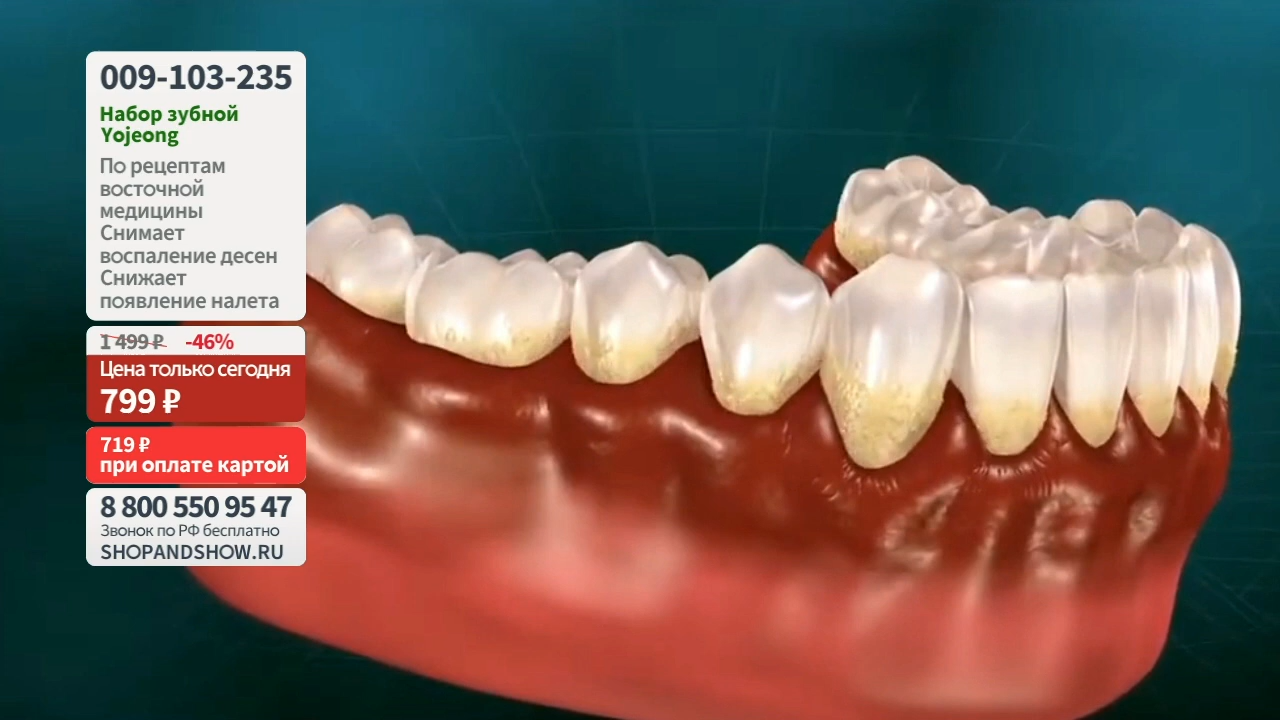 009-103-235
Набор зубной
Yojeong
По рецептам
восточной
медицины
Снимает
воспаление десен
Снижает
появление налета
1 499 ₽ -46%
Цена только сегодня
799 ₽
719 ₽
при оплате картой
8 800 550 95 47
Звонок по РФ бесплатно
SHOPANDSHOW.RU